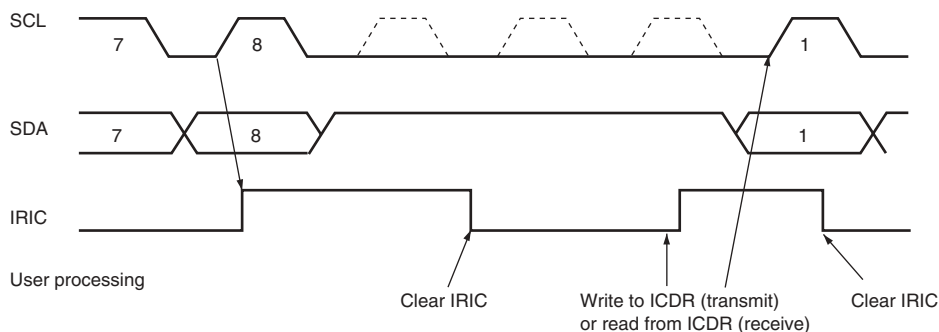 SCL
7
8
1
SDA
7
8
1
IRIC
User processing
Clear IRIC
Write to ICDR (transmit)
or read from ICDR (receive)
Clear IRIC